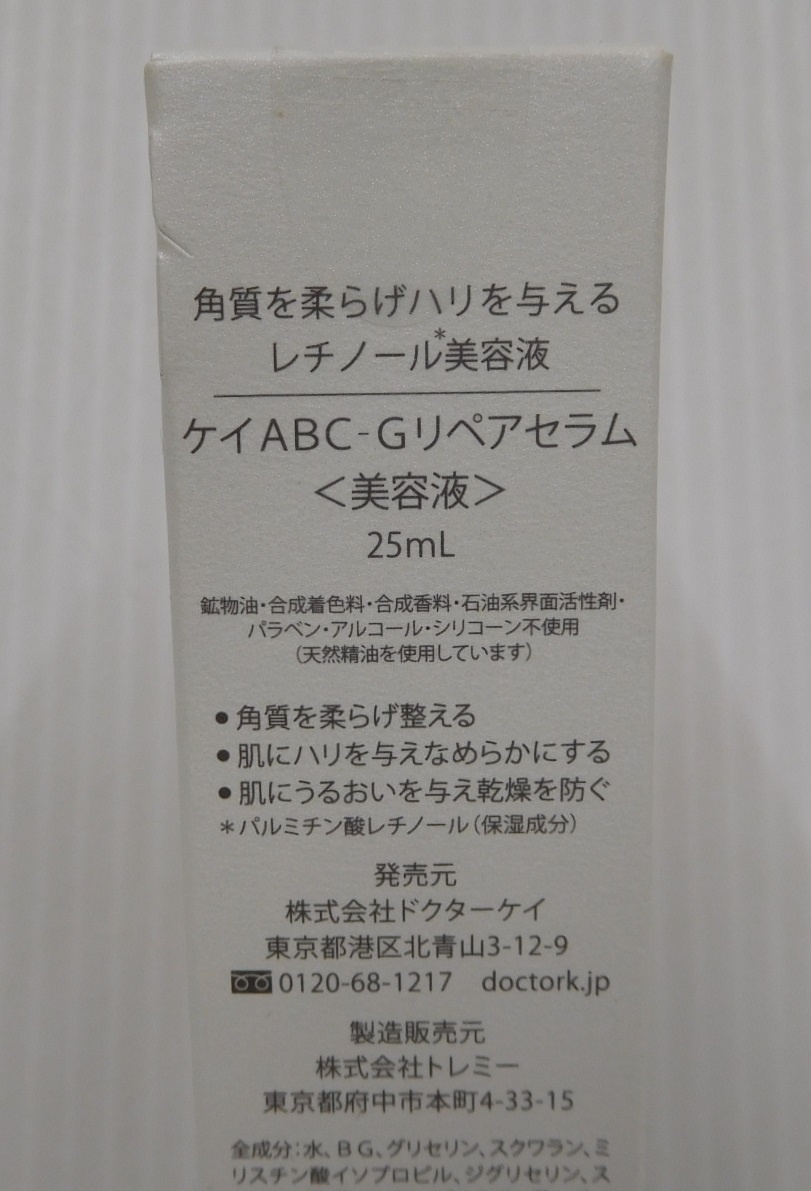 角質を柔らげハリを与える
レチノール*美容液
ケイABC-Gリペアセラム
＜美容液＞
25mL
鉱物油・合成着色料・合成香料・石油系界面活性剤・
パラベン・アルコール・シリコーン不使用
（天然精油を使用しています）
●角質を柔らげ整える
●肌にハリを与えなめらかにする
●肌にうるおいを与え乾燥を防ぐ
＊パルミチン酸レチノール（保湿成分）
発売元
株式会社ドクターケイ
東京都港区北青山3-12-9
0120-68-1217 doctork.jp
製造販売元
株式会社トレミー
東京都府中市本町4-33-15
全成分：水、BG、グリセリン、スクワラン、ミ
リスチン酸イソプロピル、ジグリセリン、ス